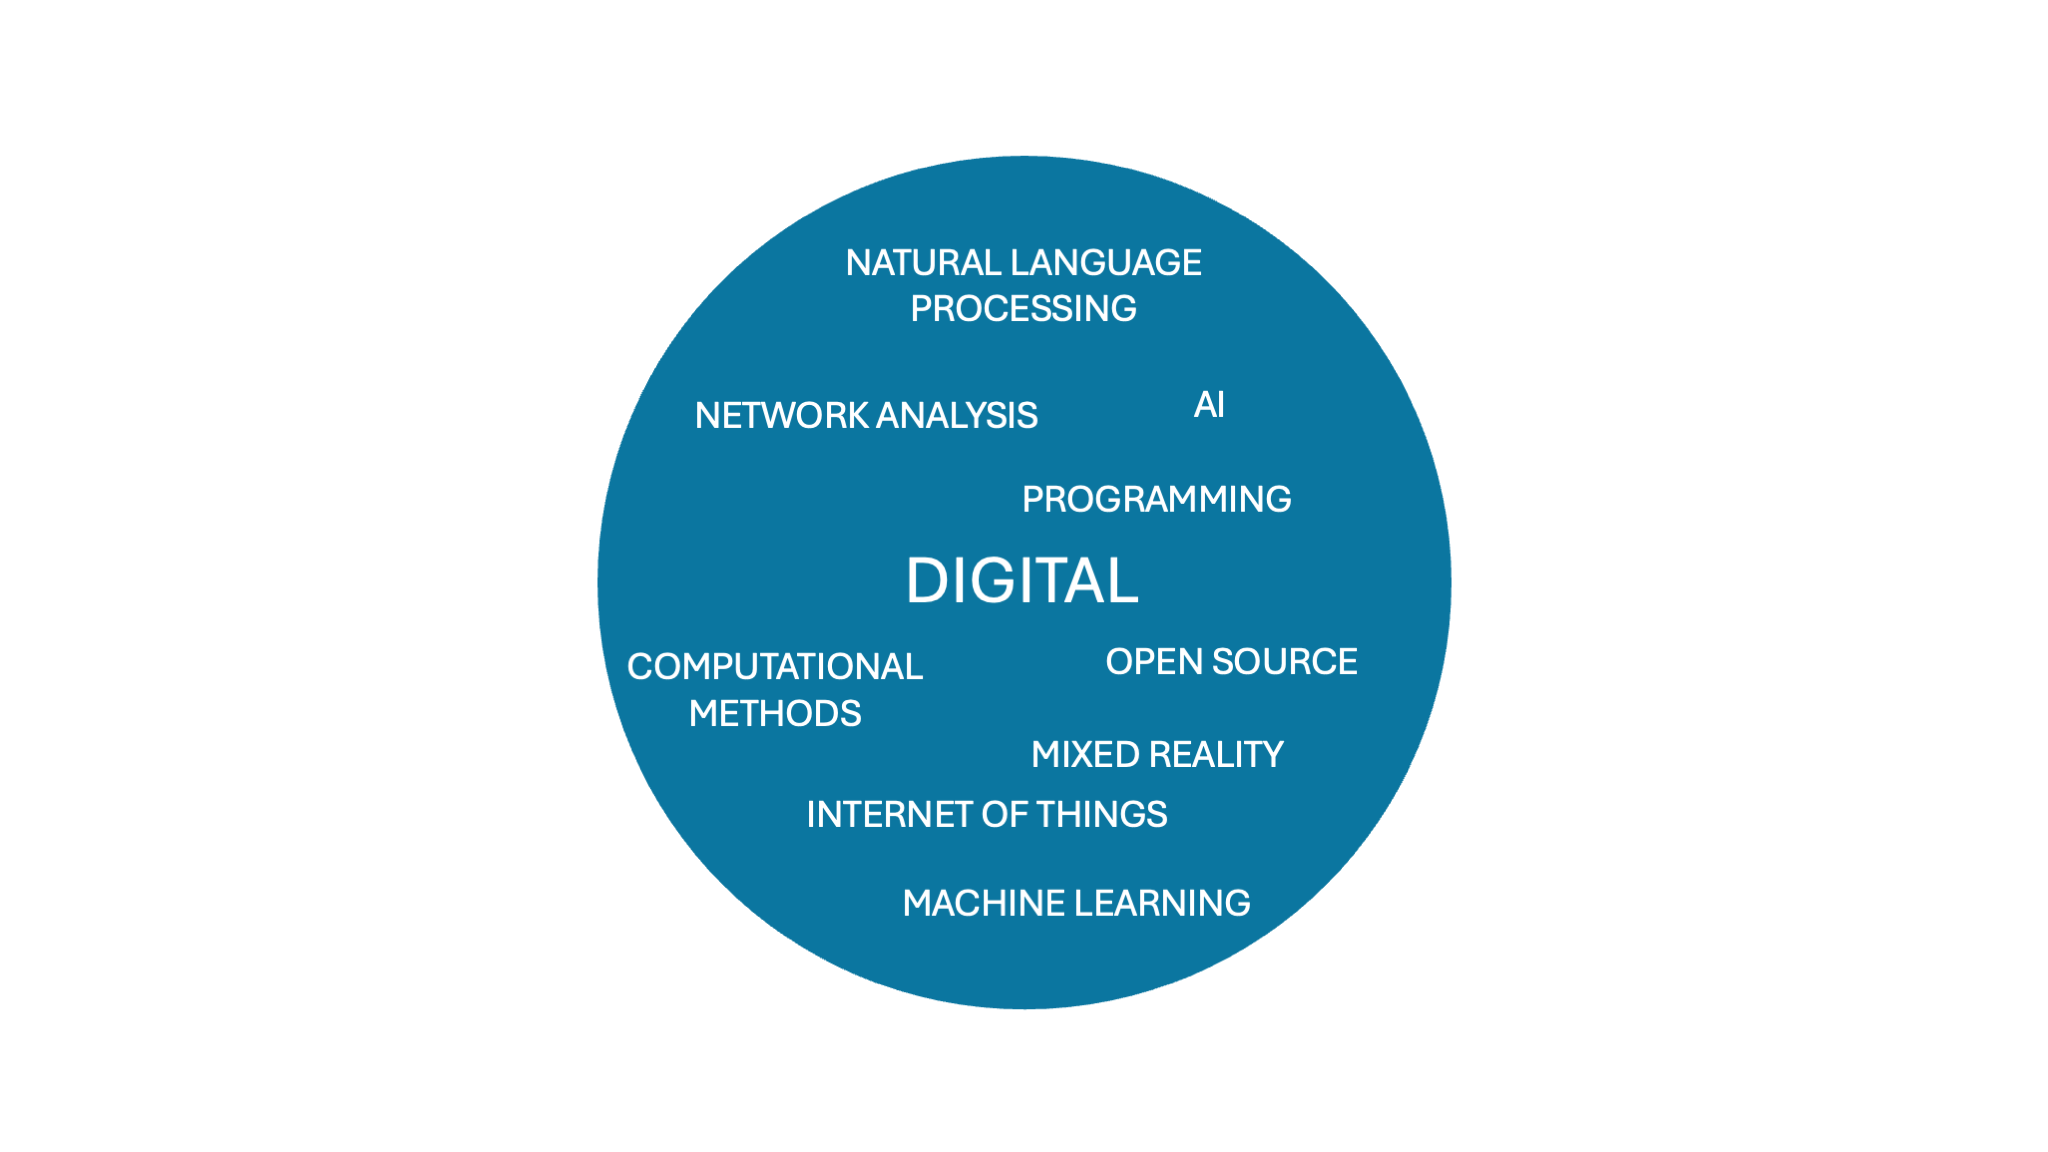 NATURAL LANGUAGE
PROCESSING
NETWORK ANALYSIS
AI
PROGRAMMING
DIGITAL
COMPUTATIONAL
METHODS
OPEN SOURCE
MIXED REALITY
INTERNET OF THINGS
MACHINE LEARNING